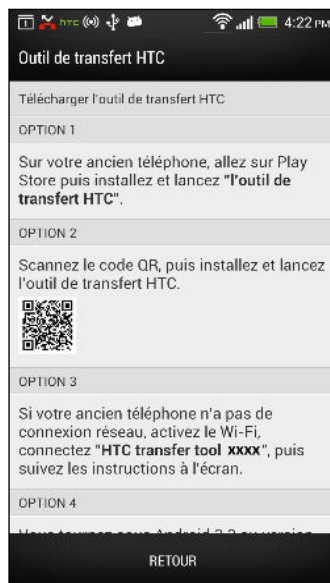 htc 4:22 PM
Outil de transfert HTC
Télécharger l'outil de transfert HTC
OPTION 1
Sur votre ancien téléphone, allez sur Play
Store puis installez et lancez "l'outil de
transfert HTC".
OPTION 2
Scannez le code QR, puis installez et lancez
l'outil de transfert HTC.
OPTION 3
Si votre ancien téléphone n'a pas de
connexion réseau, activez le Wi-Fi,
connectez "HTC transfer tool xxxx", puis
suivez les instructions à l'écran.
OPTION 4
RETOUR